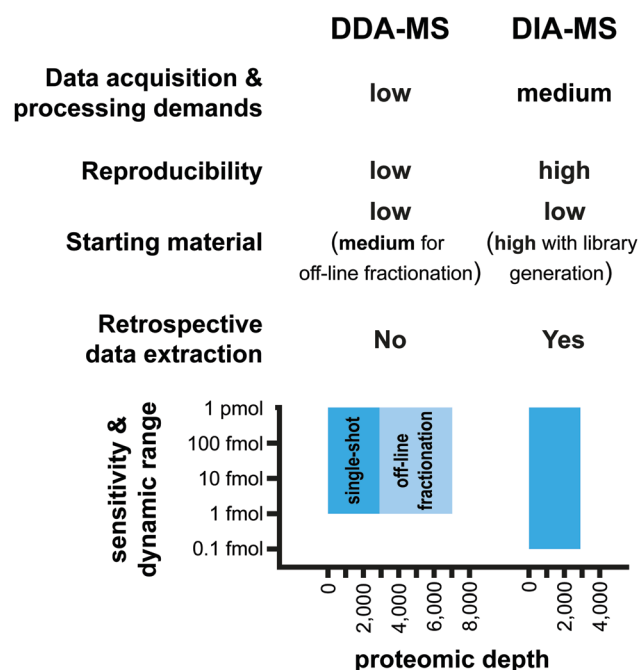 DDA-MS DIA-MS
Data acquisition &
processing demands
low medium
Reproducibility low high
Starting material
low
(medium for
off-line fractionation)
low
(high with library
generation)
Retrospective
data extraction
No Yes
sensitivity &
dynamic range
1 pmol
100 fmol
10 fmol
1 fmol
0.1 fmol
single-shot
off-line
fractionation
0 2,000 4,000 6,000 8,000
0 2,000 4,000
proteomic depth